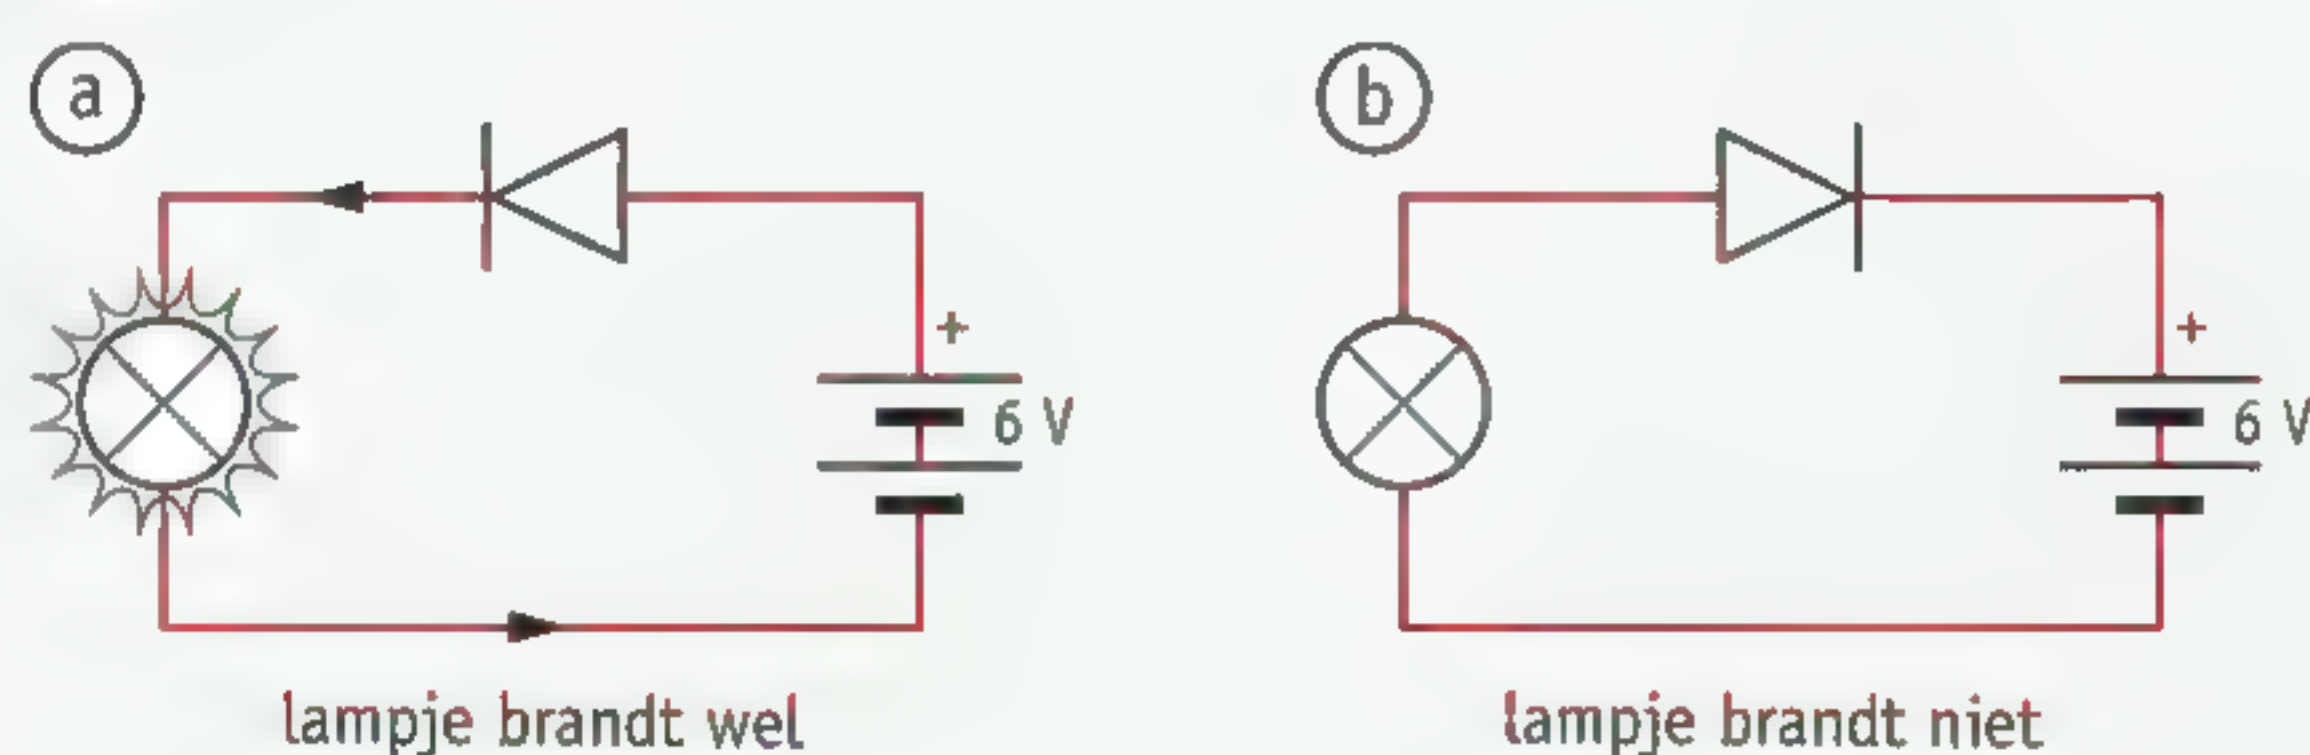 a
b
+
6 V
+
6 V
lampje brandt wel
lampje brandt niet